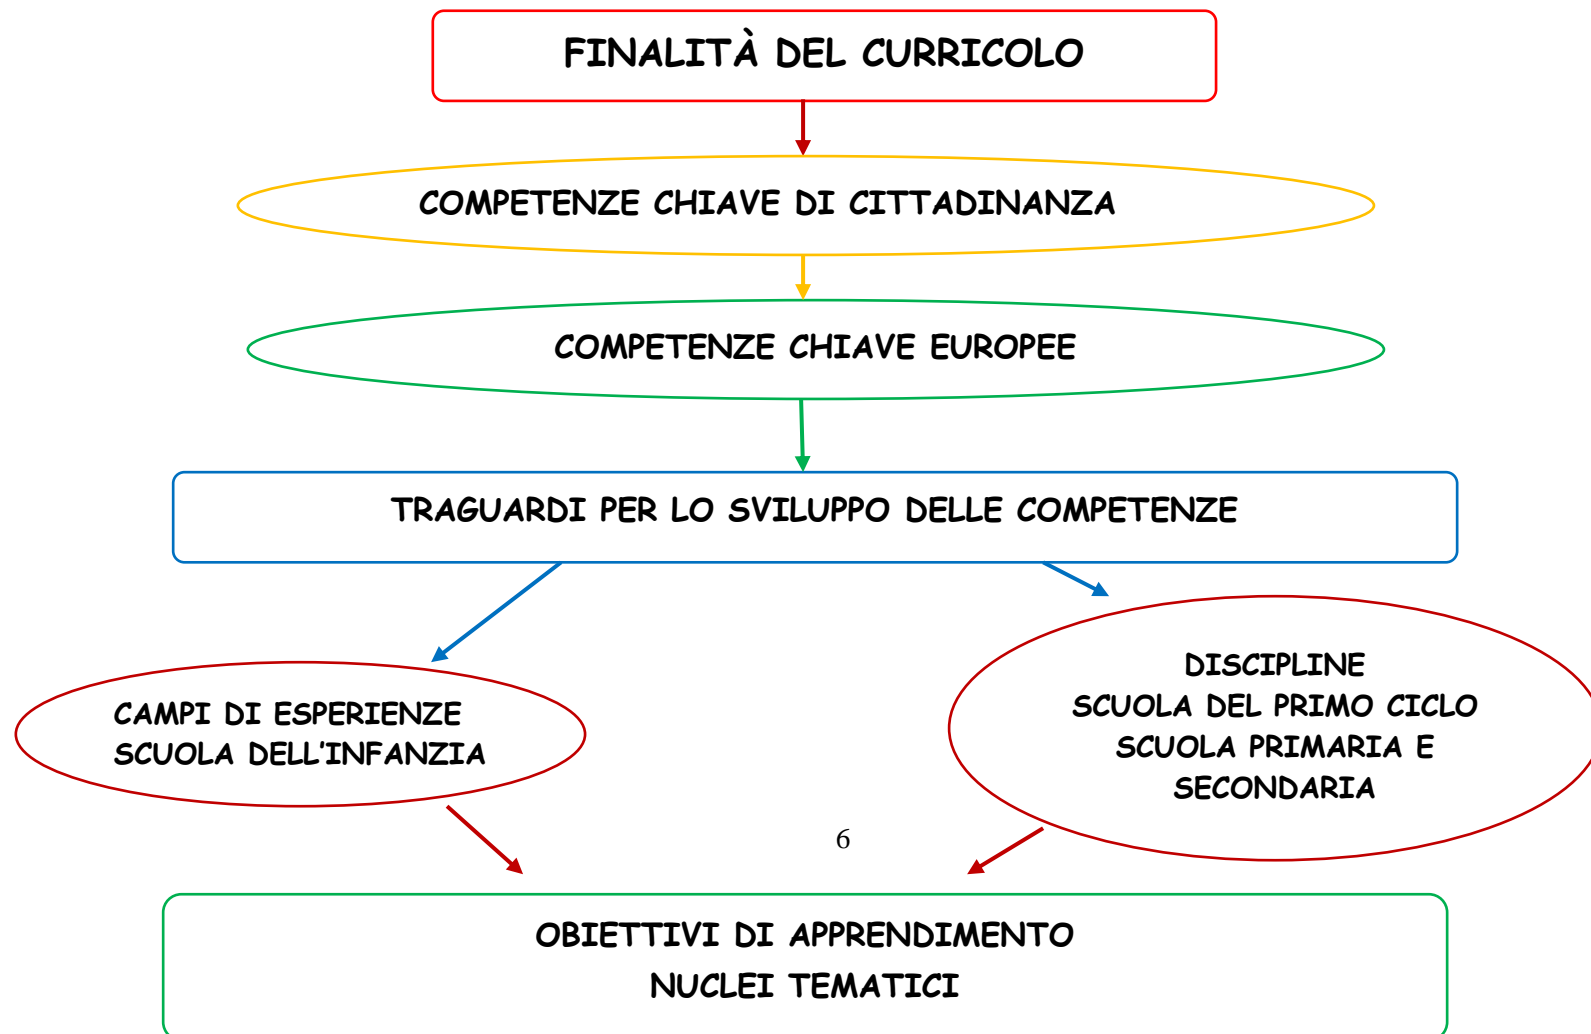 FINALITÀ DEL CURRICOLO
COMPETENZE CHIAVE DI CITTADINANZA
COMPETENZE CHIAVE EUROPEE
TRAGUARDI PER LO SVILUPPO DELLE COMPETENZE
CAMPI DI ESPERIENZE
SCUOLA DELL'INFANZIA
DISCIPLINE
SCUOLA DEL PRIMO CICLO
SCUOLA PRIMARIA E
SECONDARIA
6
OBIETTIVI DI APPRENDIMENTO
NUCLEI TEMATICI